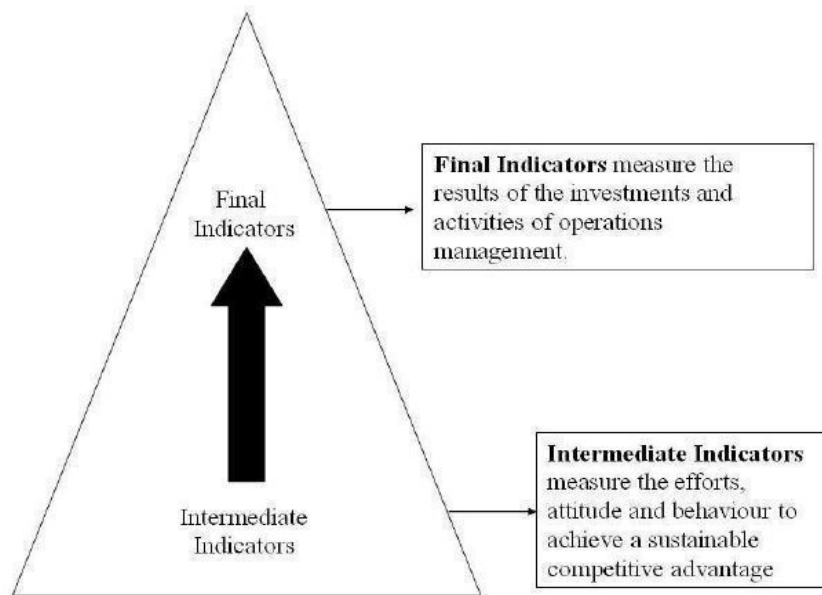 Final
Indicators
Final Indicators measure the
results of the investments and
activities of operations
management.
Intermediate
Indicators
Intermediate Indicators
measure the efforts,
attitude and behaviour to
achieve a sustainable
competitive advantage